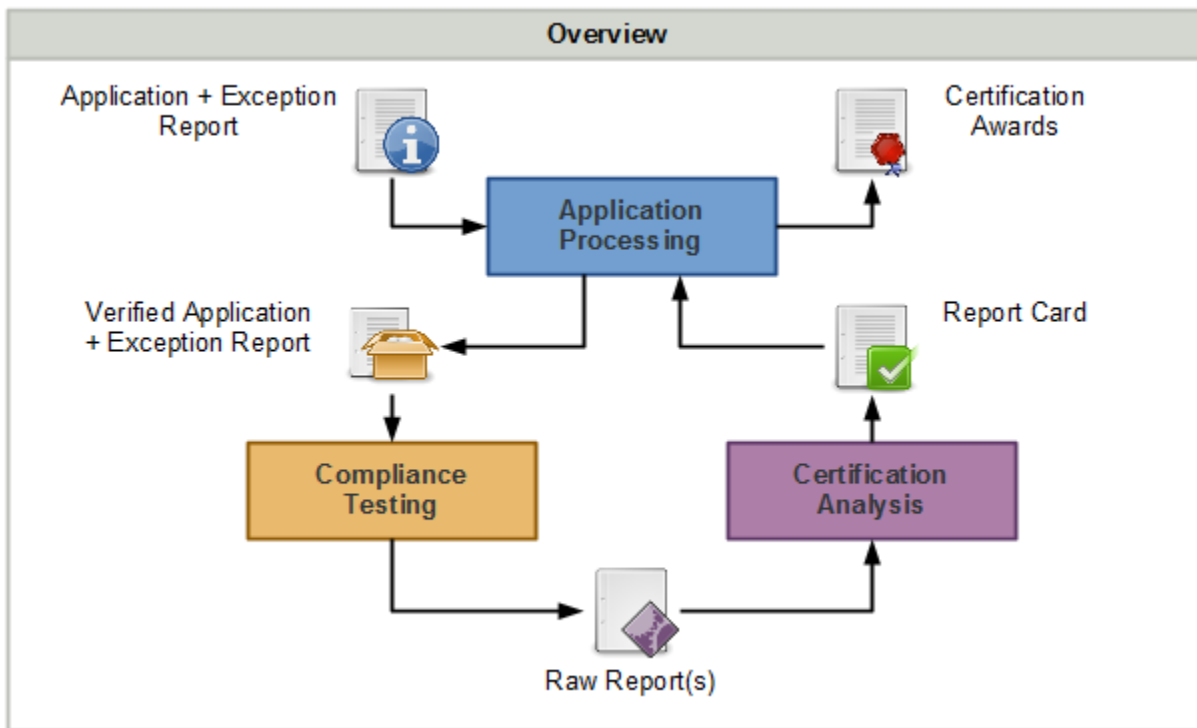 Overview
Application + Exception
Report
Certification
Awards
Application
Processing
Verified Application
+ Exception Report
Report Card
Compliance
Testing
Certification
Analysis
Raw Report(s)